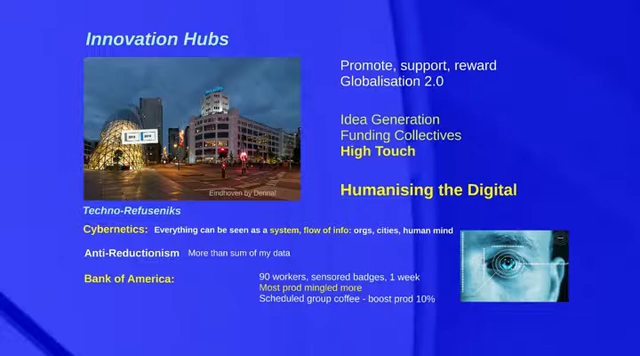 Innovation Hubs
Promote, support, reward
Globalisation 2.0
Idea Generation
Funding Collectives
High Touch
Eindhoven by Dennal
Humanising the Digital
Techno-Refuseniks
Cybernetics: Everything can be seen as a system, flow of info: orgs, cities, human mind
Anti-Reductionism More than sum of my data
Bank of America: 90 workers, sensored badges, 1 week
Most prod mingled more
Scheduled group coffee - boost prod 10%